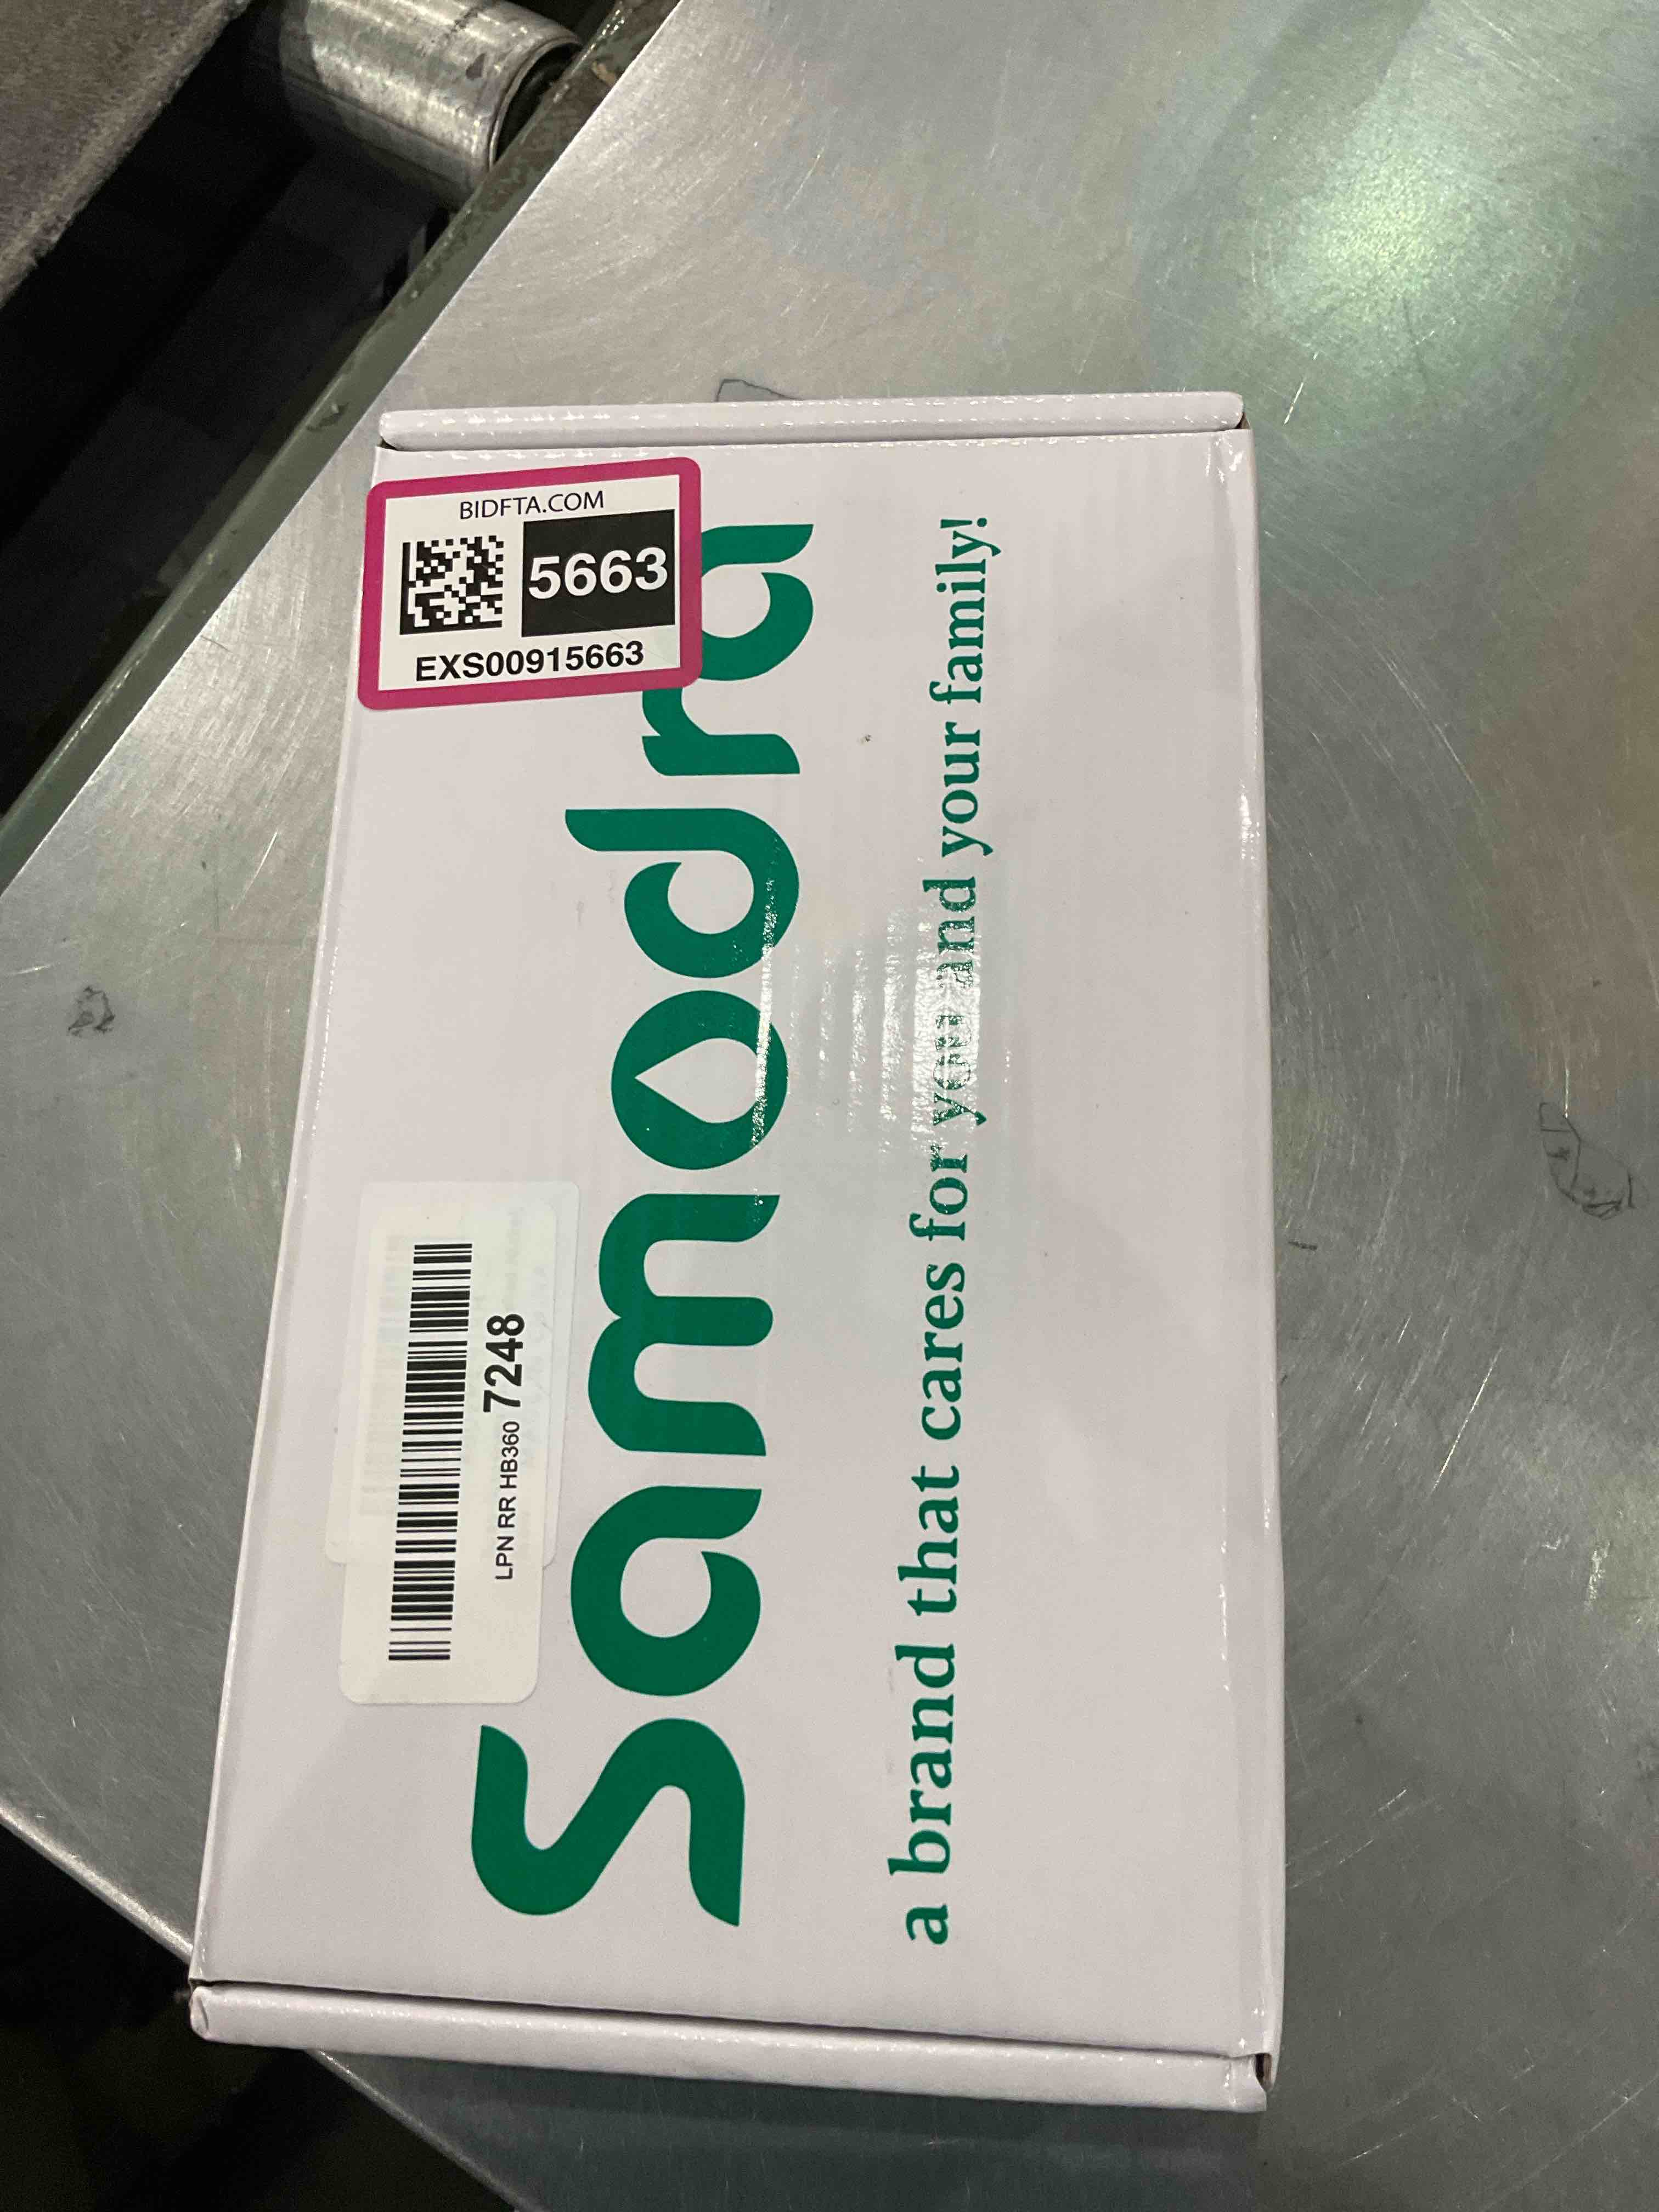 BIDFTA.COM
5663
EXS00915663
Samodra
a brand that cares for you and your family!
LPN RR HB360 7248